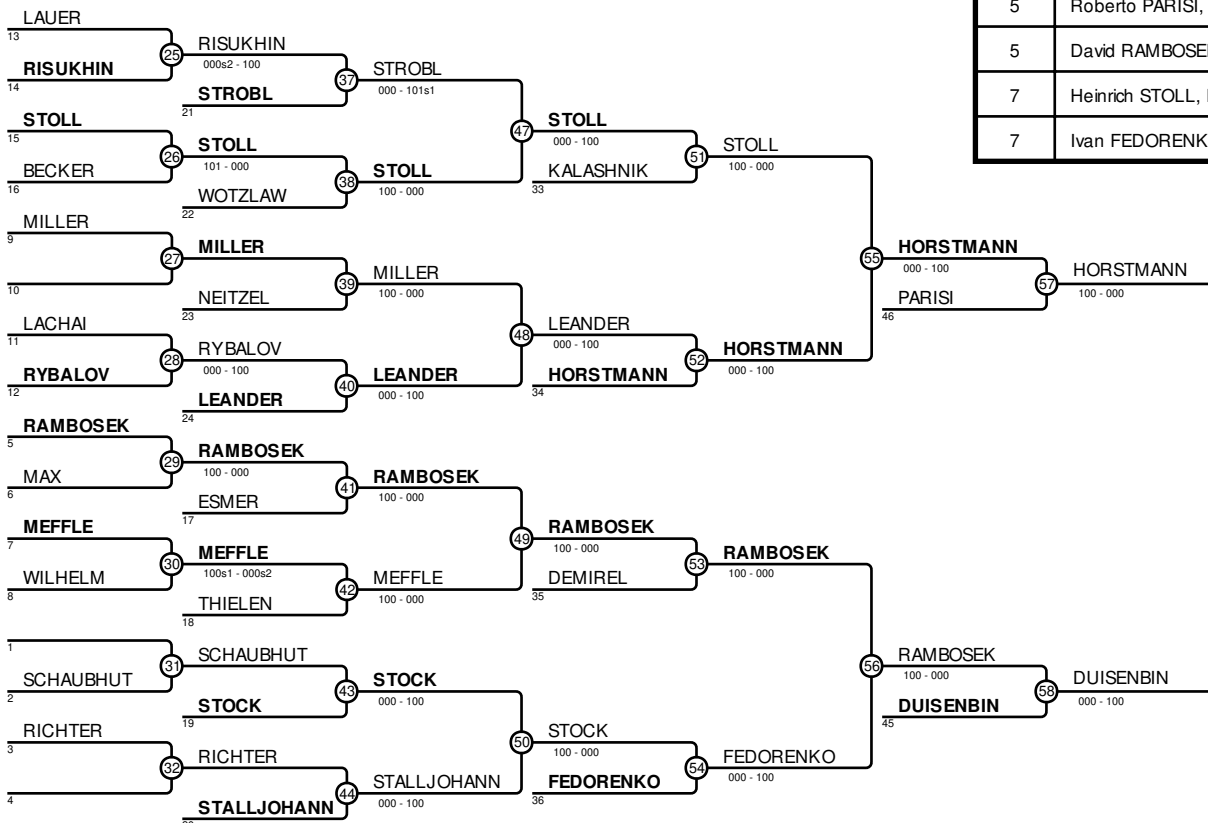 5 Roberto PARISI,
5 David RAMBOSE
7 Heinrich STOLL,
7 Ivan FEDORENK
LAUER
13
RISUKHIN
14
25
RISUKHIN
000s2 - 100
STROBL
21
37
STROBL
000 - 101s1
STOLL
15
BECKER
16
26
STOLL
101 - 000
WOTZLAW
22
38
STOLL
100 - 000
47
STOLL
000 - 100
KALASHNIK
33
51
STOLL
100 - 000
MILLER
9
10
27
MILLER
NEITZEL
23
39
MILLER
100 - 000
LACHAI
11
RYBALOV
12
28
RYBALOV
000 - 100
LEANDER
24
40
LEANDER
000 - 100
48
LEANDER
000 - 100
HORSTMANN
34
52
HORSTMANN
000 - 100
55
HORSTMANN
000 - 100
PARISI
46
57
HORSTMANN
100 - 000
RAMBOSEK
5
MAX
6
29
RAMBOSEK
100 - 000
ESMER
17
41
RAMBOSEK
100 - 000
MEFFLE
7
WILHELM
8
30
MEFFLE
100s1 - 000s2
THIELEN
18
42
MEFFLE
100 - 000
49
RAMBOSEK
100 - 000
DEMIREL
35
53
RAMBOSEK
100 - 000
1
SCHAUBHUT
2
31
SCHAUBHUT
STOCK
19
43
STOCK
000 - 100
RICHTER
3
4
32
RICHTER
STALLJOHANN
44
STALLJOHANN
000 - 100
50
STOCK
100 - 000
FEDORENKO
36
54
FEDORENKO
000 - 100
56
RAMBOSEK
100 - 000
DUISENBIN
45
58
DUISENBIN
000 - 100